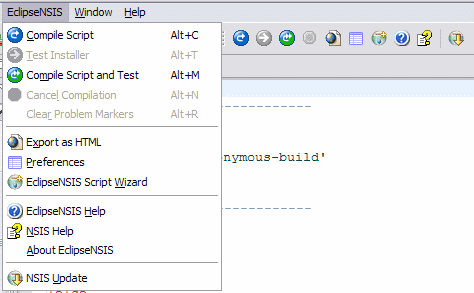 EclipseNSIS Window Help
Compile Script Alt+C
Test Installer Alt+T
Compile Script and Test Alt+M
Cancel Compilation Alt+N
Clear Problem Markers Alt+R
Export as HTML
nymous-build'
Preferences
EclipseNSIS Script Wizard
EclipseNSIS Help
NSIS Help
About EclipseNSIS
NSIS Update